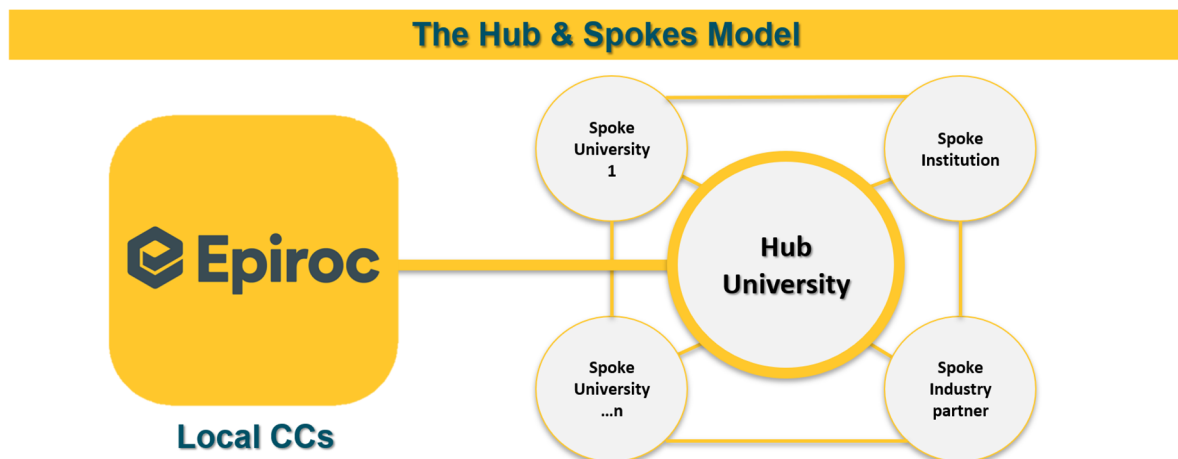 The Hub & Spokes Model
Epiroc
Local CCs
Spoke
University
1
Spoke
Institution
Hub
University
Spoke
University
...n
Spoke
Industry
partner